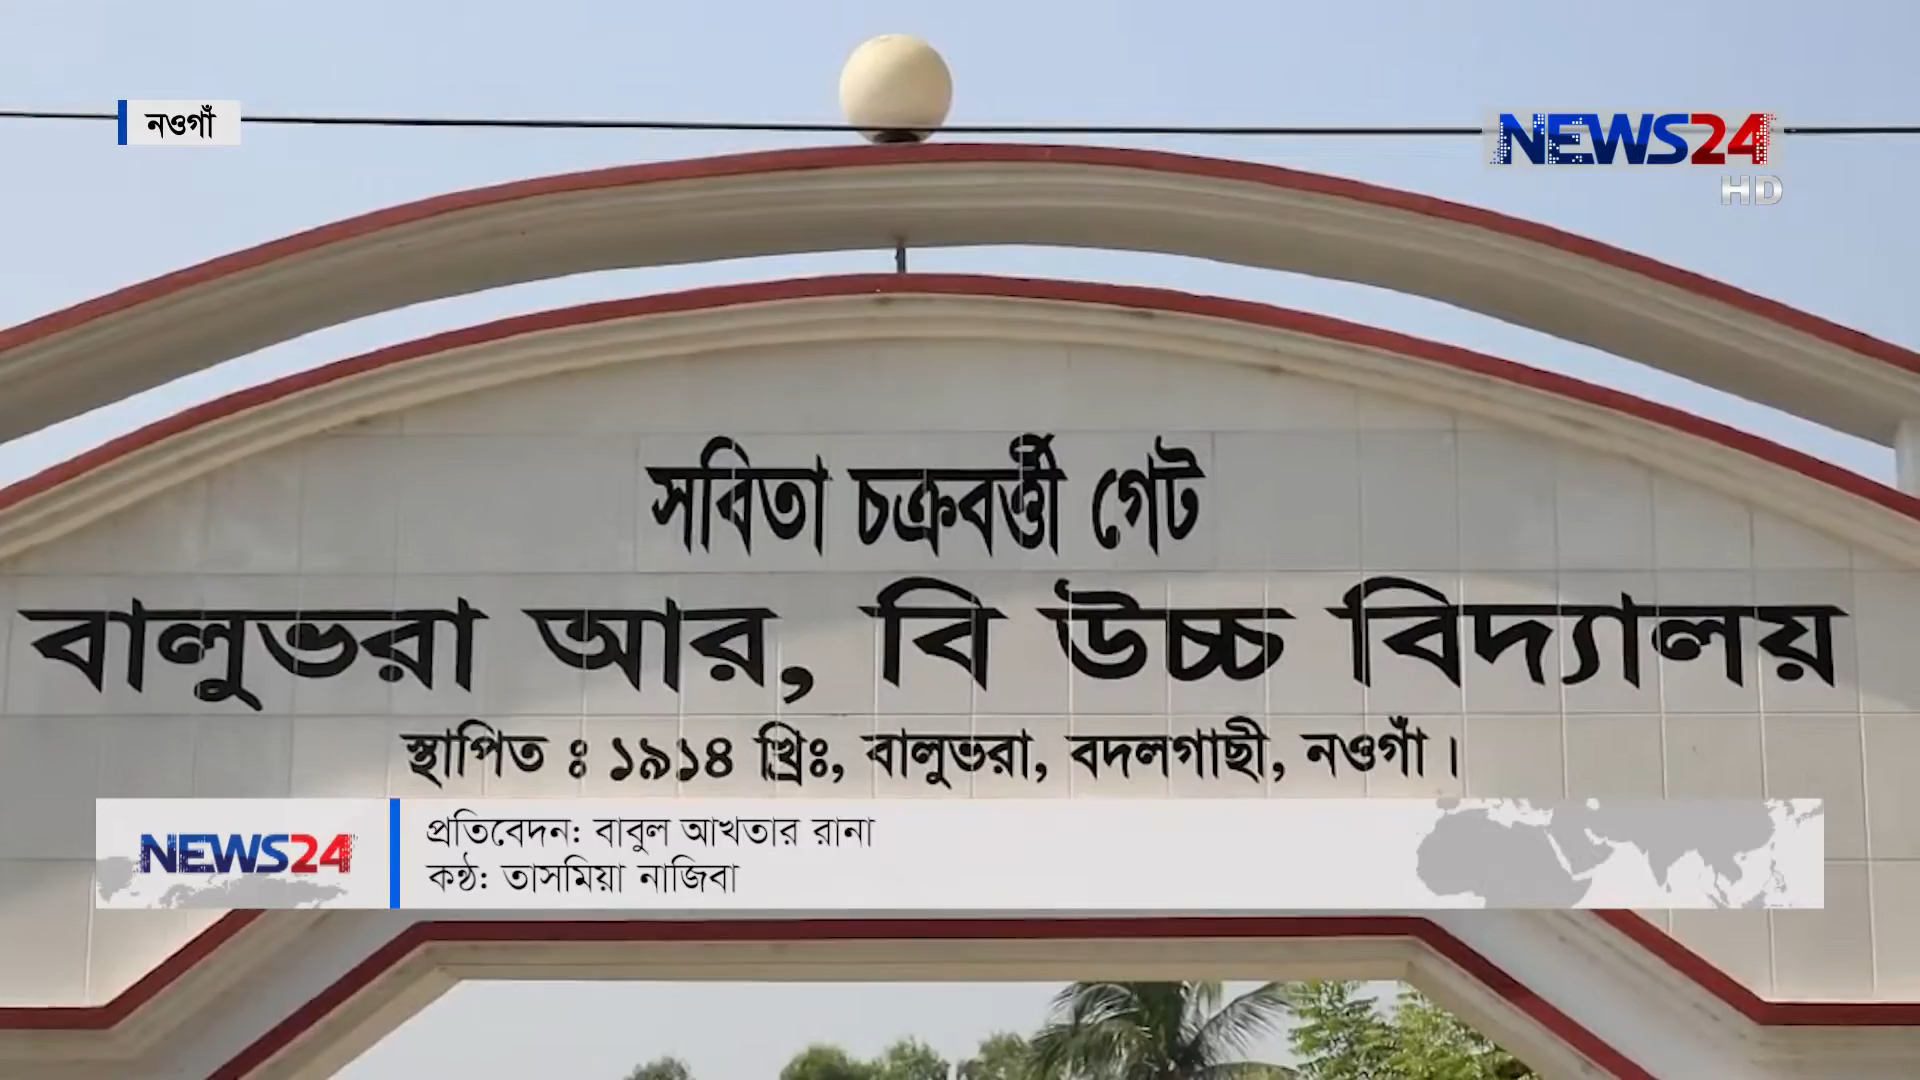 নওগাঁ
NEWS24
HD
সবিতা চক্রবর্ত্তী গেট
বালুভরা আর, বি উচ্চ বিদ্যালয়
স্থাপিত ঃ ১৯১৪ খ্রিঃ, বালুভরা, বদলগাছী, নওগাঁ।
NEWS24
প্রতিবেদন: বাবুল আখতার রানা
কন্ঠ: তাসমিয়া নাজিবা